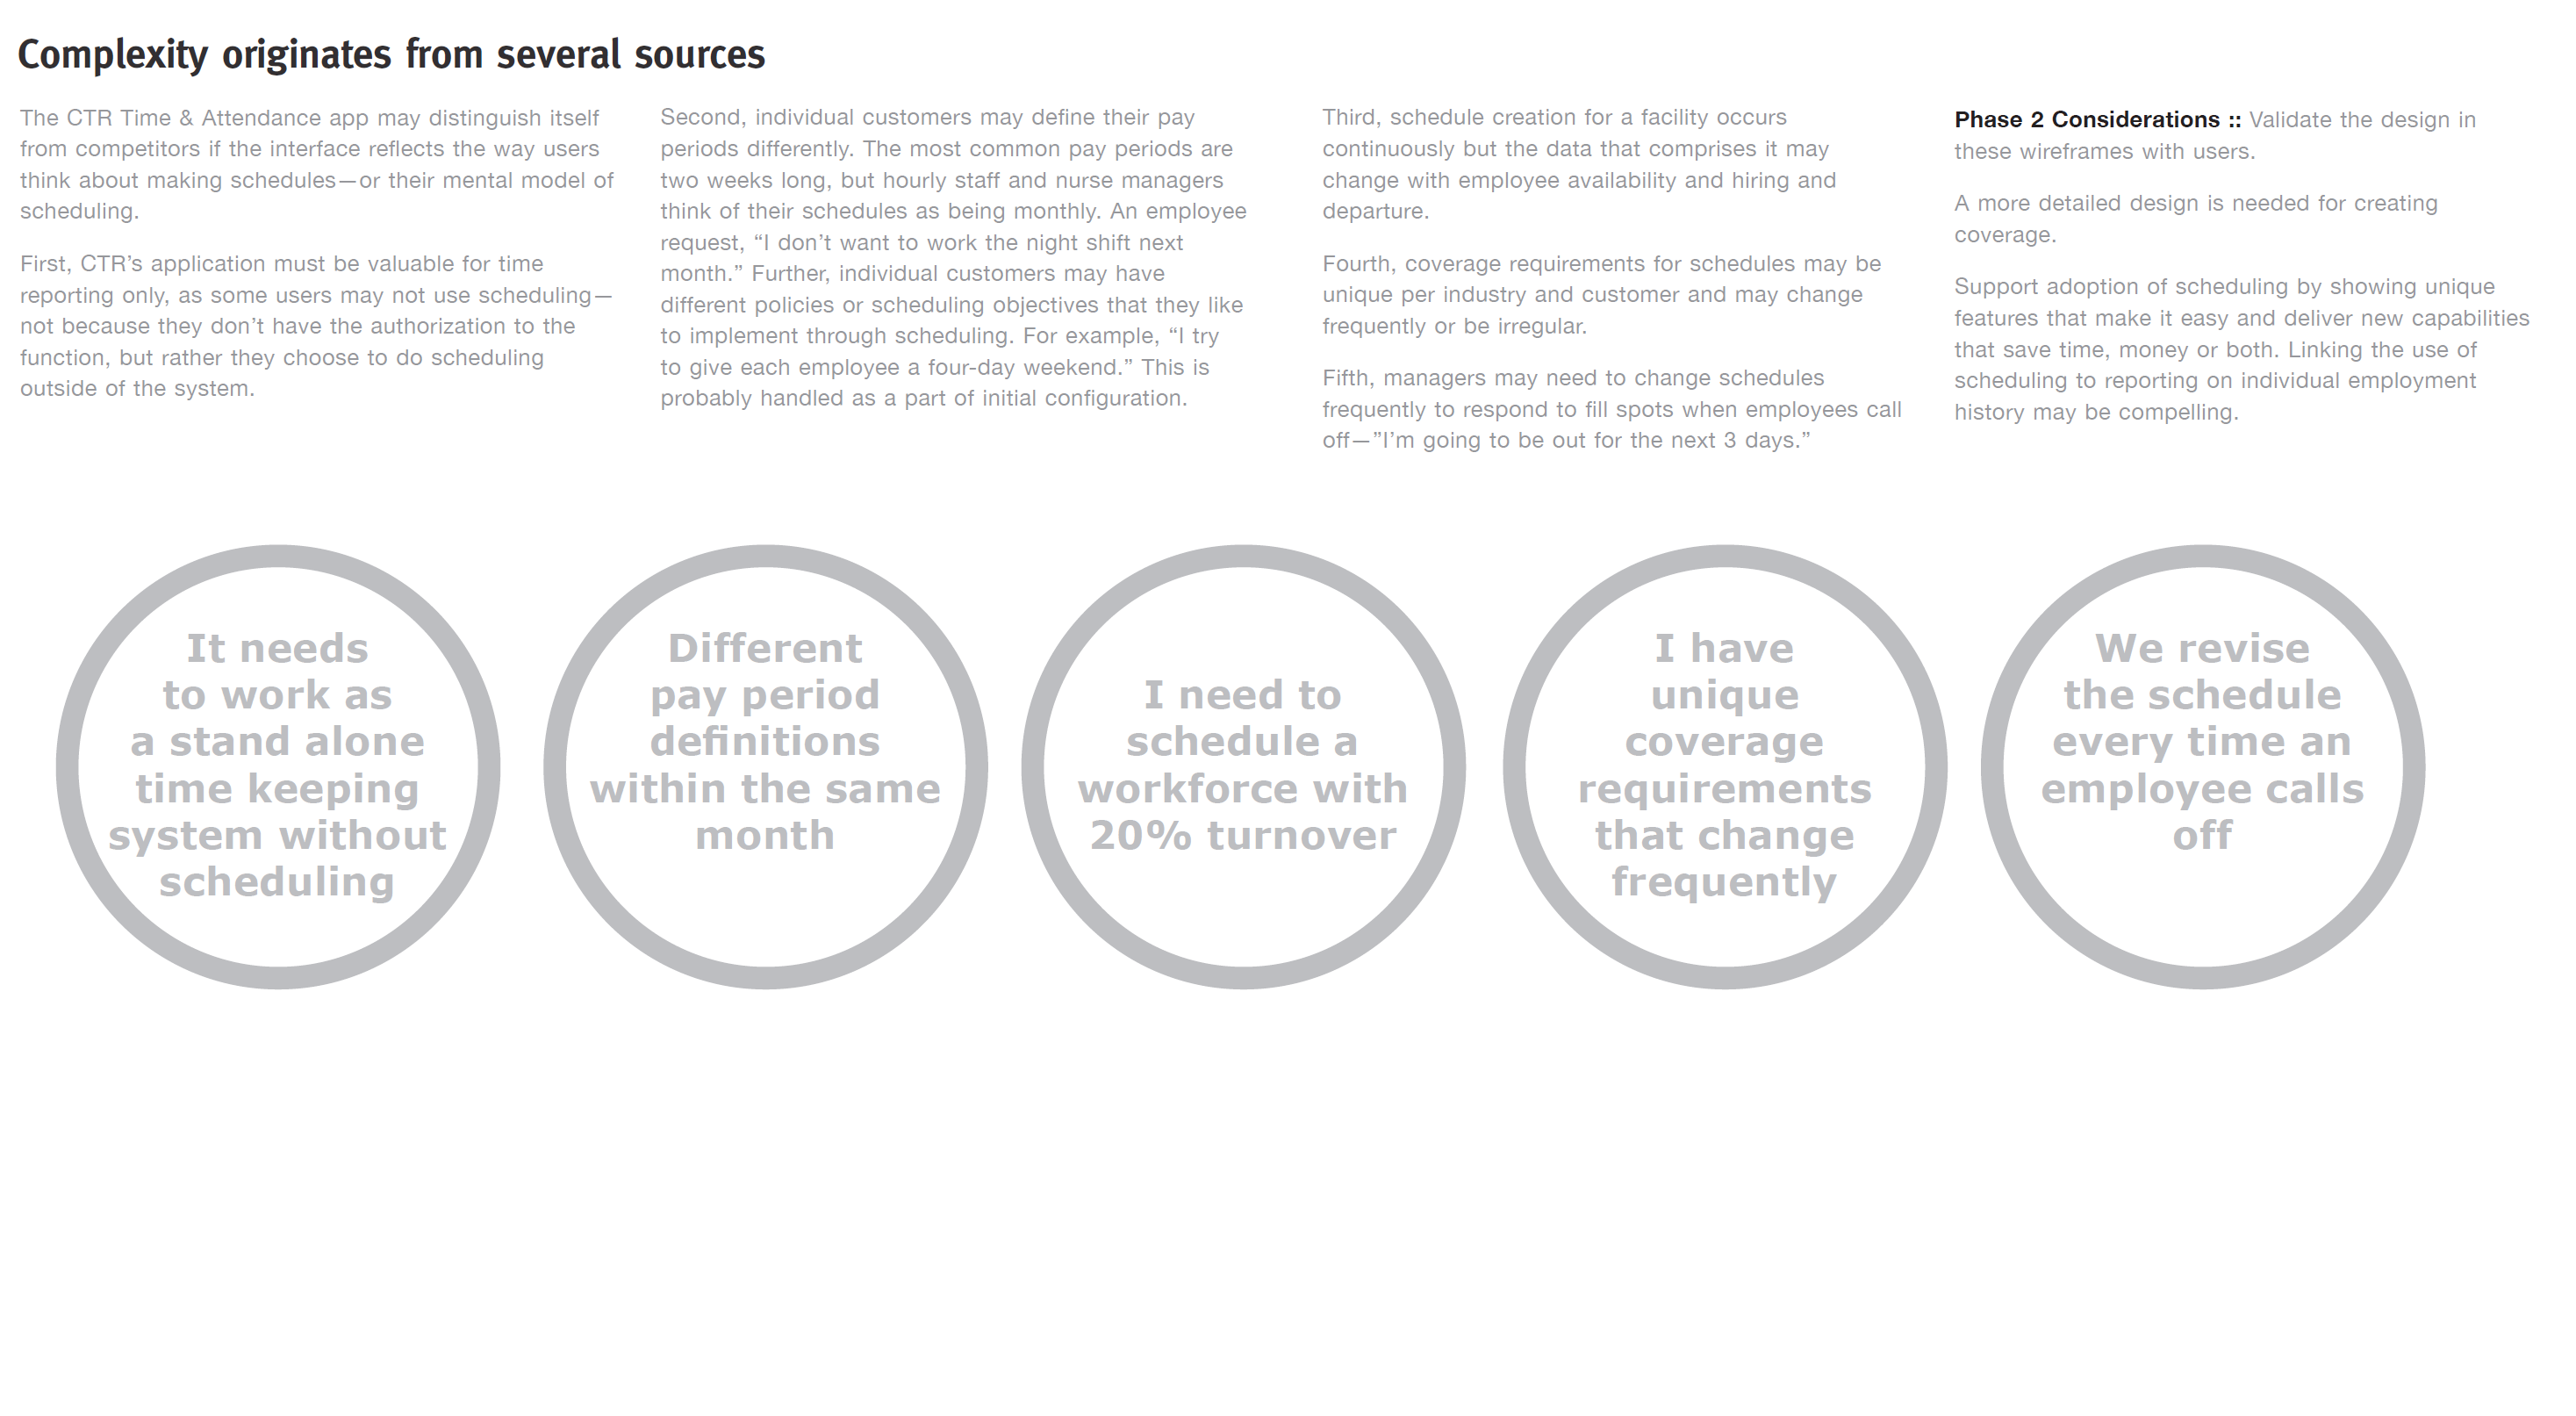 Complexity originates from several sources
The CTR Time & Attendance app may distinguish itself
from competitors if the interface reflects the way users
think about making schedules—or their mental model of
scheduling.
First, CTR’s application must be valuable for time
reporting only, as some users may not use scheduling—
not because they don’t have the authorization to the
function, but rather they choose to do scheduling
outside of the system.
Second, individual customers may define their pay
periods differently. The most common pay periods are
two weeks long, but hourly staff and nurse managers
think of their schedules as being monthly. An employee
request, “I don’t want to work the night shift next
month.” Further, individual customers may have
different policies or scheduling objectives that they like
to implement through scheduling. For example, “I try
to give each employee a four-day weekend.” This is
probably handled as a part of initial configuration.
Third, schedule creation for a facility occurs
continuously but the data that comprises it may
change with employee availability and hiring and
departure.
Fourth, coverage requirements for schedules may be
unique per industry and customer and may change
frequently or be irregular.
Fifth, managers may need to change schedules
frequently to respond to fill spots when employees call
off—”I’m going to be out for the next 3 days.”
Phase 2 Considerations :: Validate the design in
these wireframes with users.
A more detailed design is needed for creating
coverage.
Support adoption of scheduling by showing unique
features that make it easy and deliver new capabilities
that save time, money or both. Linking the use of
scheduling to reporting on individual employment
history may be compelling.
It needs
to work as
a stand alone
time keeping
system without
scheduling
Different
pay period
definitions
within the same
month
I need to
schedule a
workforce with
20% turnover
I have
unique
coverage
requirements
that change
frequently
We revise
the schedule
every time an
employee calls
off